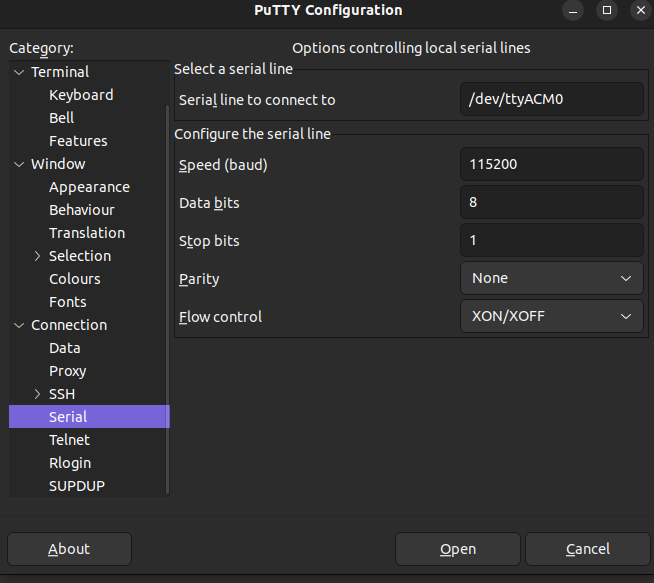 PuTTY Configuration
Category:
Options controlling local serial lines
Terminal
Keyboard
Bell
Features
Window
Appearance
Behaviour
Translation
Selection
Colours
Fonts
Connection
Data
Proxy
SSH
Serial
Telnet
Rlogin
SUPDUP
Select a serial line
Serial line to connect to /dev/ttyACM0
Configure the serial line
Speed (baud) 115200
Data bits 8
Stop bits 1
Parity None
Flow control XON/XOFF
About
Open
Cancel